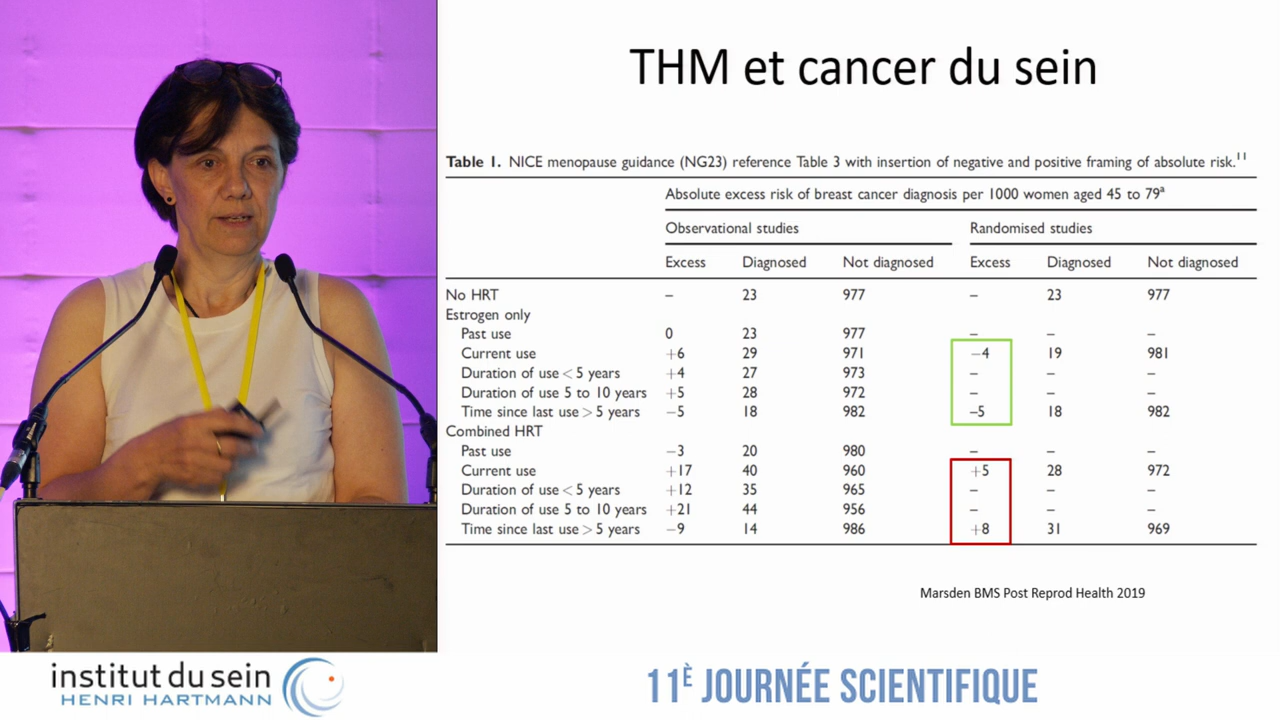 THM et cancer du sein
Table 1. NICE menopause guidance (NG23) reference Table 3 with insertion of negative and positive framing of absolute risk.11
Absolute excess risk of breast cancer diagnosis per 1000 women aged 45 to 79a
Observational studies Randomised studies
Excess Diagnosed Not diagnosed Excess Diagnosed Not diagnosed
No HRT – 23 977 – 23 977
Estrogen only
Past use 0 23 977 – – –
Current use +6 29 971 −4 19 981
Duration of use < 5 years +4 27 973 – – –
Duration of use 5 to 10 years +5 28 972 – – –
Time since last use > 5 years −5 18 982 –5 18 982
Combined HRT
Past use −3 20 980 – – –
Current use +17 40 960 +5 28 972
Duration of use < 5 years +12 35 965 – – –
Duration of use 5 to 10 years +21 44 956 – – –
Time since last use > 5 years −9 14 986 +8 31 969
Marsden BMS Post Reprod Health 2019
institut du sein
HENRI HARTMANN
11È JOURNÉE SCIENTIFIQUE